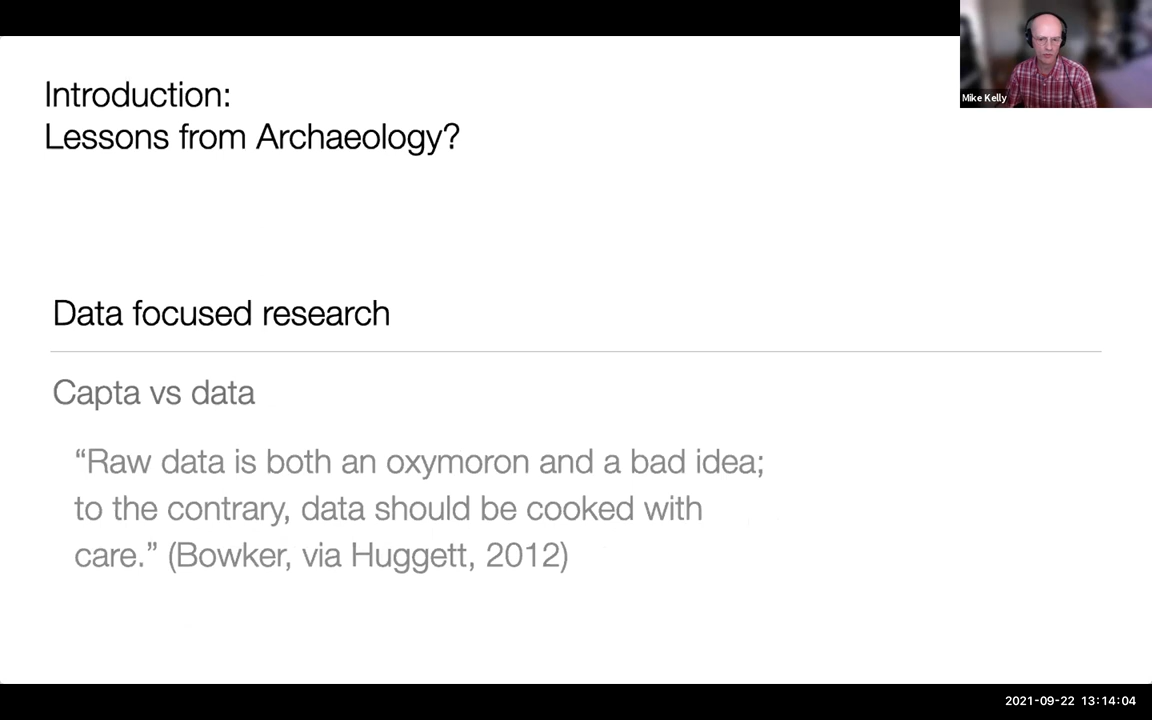 Introduction:
Lessons from Archaeology?
Mike Kelly
Data focused research
Capta vs data
“Raw data is both an oxymoron and a bad idea;
to the contrary, data should be cooked with
care.” (Bowker, via Huggett, 2012)
2021-09-22 13:14:04